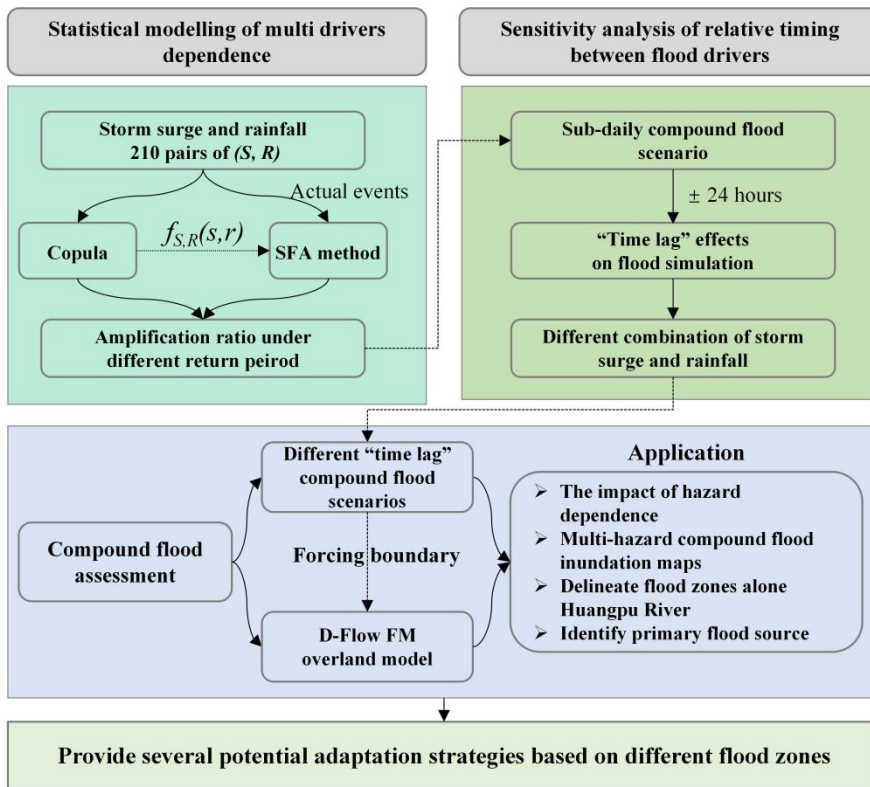 Statistical modelling of multi drivers
dependence
Storm surge and rainfall
210 pairs of (S, R)
Actual events
f_{S,R}(s,r)
Copula
SFA method
Amplification ratio under
different return peirod
Sensitivity analysis of relative timing
between flood drivers
Sub-daily compound flood
scenario
± 24 hours
“Time lag” effects
on flood simulation
Different combination of storm
surge and rainfall
Compound flood
assessment
Different “time lag”
compound flood
scenarios
Forcing boundary
D-Flow FM
overland model
Application
➢ The impact of hazard
dependence
➢ Multi-hazard compound flood
inundation maps
➢ Delineate flood zones alone
Huangpu River
➢ Identify primary flood source
Provide several potential adaptation strategies based on different flood zones